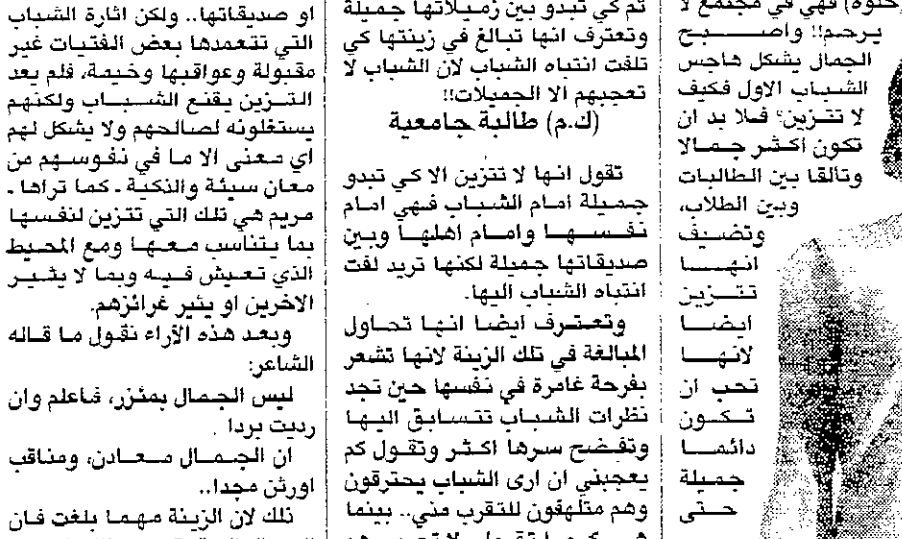 (حلوة) فهي في مجتمع لا
يرحم!! واصبح
الجمال يشكل هاجس
الشباب الاول فكيف
لا تتزين؟ فلا بد ان
تكون اكثر جمالا
وتالقا بين الطالبات
وبين الطلاب،
وتضيف
انها
تتزين
ايضا
لانها
تحب ان
تكون
دائما
جميلة
حتى
ثم كي تبدو بين زميلاتها جميلة
وتعترف انها تبالغ في زينتها كي
تلفت انتباه الشباب لان الشباب لا
تعجبهم الا الجميلات!!
(ك.م) طالبة جامعية
تقول انها لا تتزين الا كي تبدو
جميلة امام الشباب فهي امام
نفسها وامام اهلها وبين
صديقاتها جميلة لكنها تريد لفت
انتباه الشباب اليها.
وتعترف ايضا انها تحاول
المبالغة في تلك الزينة لانها تشعر
بفرحة غامرة في نفسها حين تجد
نظرات الشباب تتسابق اليها
وتفضح سرها اكثر وتقول كم
يعجبني ان ارى الشباب يحترقون
وهم متلهفون للتقرب مني.. بينما
او صديقاتها.. ولكن اثارة الشباب
التي تتعمدها بعض الفتيات غير
مقبولة وعواقبها وخيمة، فلم يعد
التزين يقنع الشباب ولكنهم
يستغلونه لصالحهم ولا يشكل لهم
اي معنى الا ما في نفوسهم من
معان سيئة والذكية ـ كما تراها ـ
مريم هي تلك التي تتزين لنفسها
بما يتناسب معها ومع المحيط
الذي تعيش فيه وبما لا يثير
الاخرين او يثير غرائزهم.
وبعد هذه الآراء نقول ما قاله
الشاعر:
ليس الجمال بمئزر، فاعلم وان
رديت بردا
ان الجمال معادن، ومناقب
اورثن مجدا..
ذلك لان الزينة مهما بلغت فان